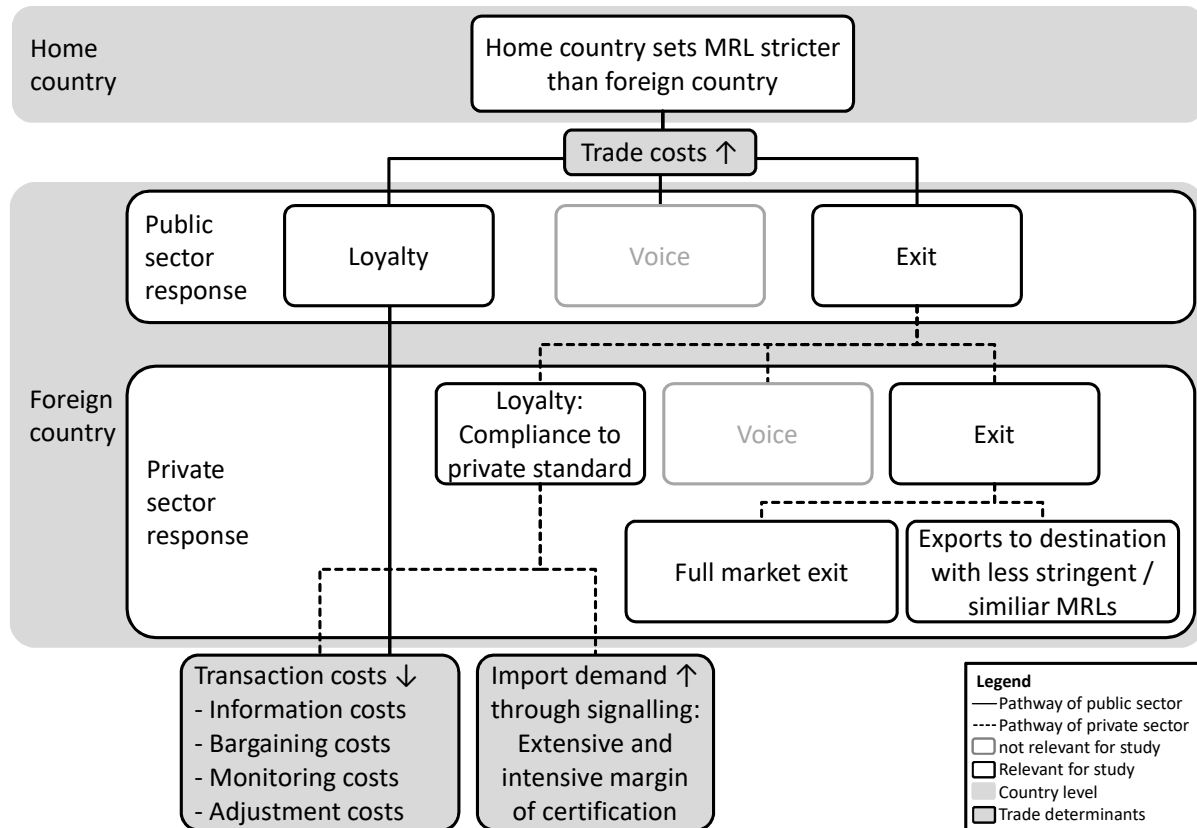 Home
country
Home country sets MRL stricter
than foreign country
Trade costs ↑
Public
sector
response
Loyalty
Voice
Exit
Foreign
country
Private
sector
response
Loyalty:
Compliance to
private standard
Voice
Exit
Full market exit
Exports to destination
with less stringent /
similiar MRLs
Transaction costs ↓
- Information costs
- Bargaining costs
- Monitoring costs
- Adjustment costs
Import demand ↑
through signalling:
Extensive and
intensive margin
of certification
Legend
Pathway of public sector
Pathway of private sector
not relevant for study
Relevant for study
Country level
Trade determinants